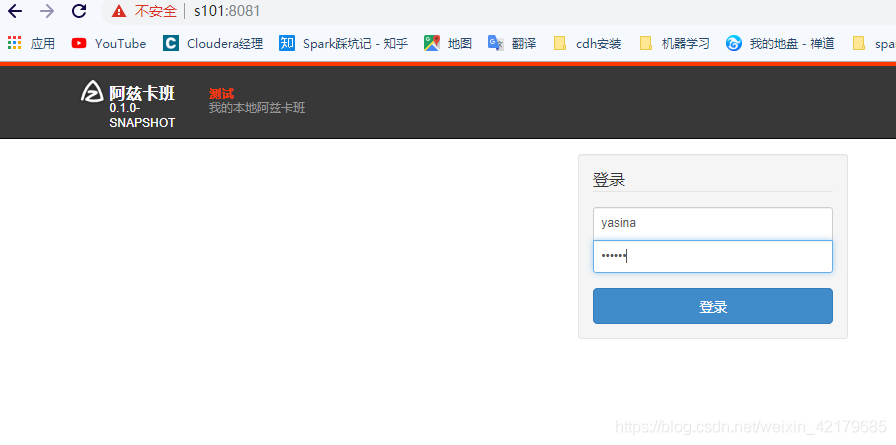 不安全 | s101:8081
应用 YouTube Cloudera经理 Spark踩坑记 - 知乎 地图 翻译 cdh安装 机器学习 我的地盘 - 禅道 spa
阿兹卡班
0.1.0-
SNAPSHOT
测试
我的本地阿兹卡班
登录
yasina
••••••
登录
https://blog.csdn.net/weixin_42179685